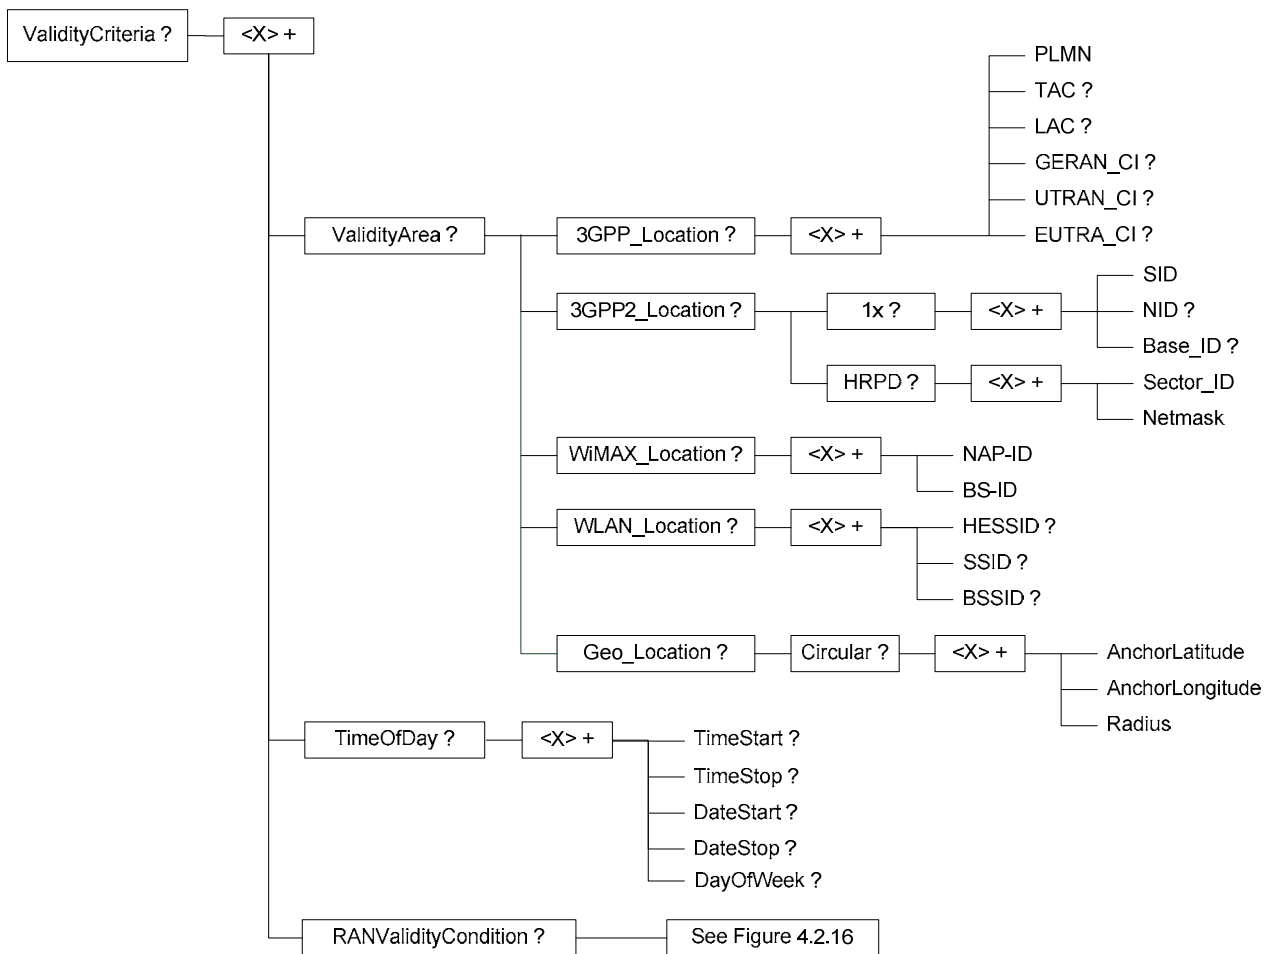 ValidityCriteria ?
<X> +
PLMN
TAC ?
LAC ?
GERAN_CI ?
UTRAN_CI ?
ValidityArea ?
3GPP_Location ?
<X> +
EUTRA_CI ?
SID
3GPP2_Location ?
1x ?
<X> +
NID ?
Base_ID ?
HRPD ?
<X> +
Sector_ID
Netmask
WiMAX_Location ?
<X> +
NAP-ID
BS-ID
WLAN_Location ?
<X> +
HESSID ?
SSID ?
BSSID ?
Geo_Location ?
Circular ?
<X> +
AnchorLatitude
AnchorLongitude
Radius
TimeOfDay ?
<X> +
TimeStart ?
TimeStop ?
DateStart ?
DateStop ?
DayOfWeek ?
RANValidityCondition ?
See Figure 4.2.16